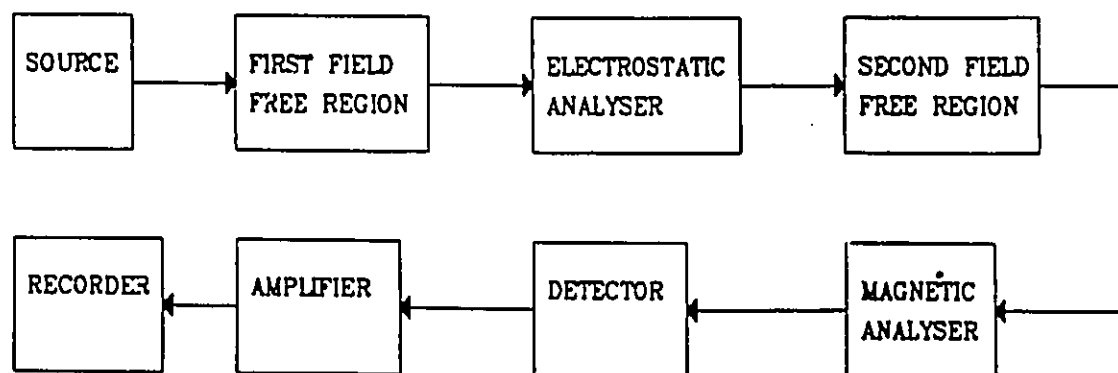 SOURCE
FIRST FIELD
FREE REGION
ELECTROSTATIC
ANALYSER
SECOND FIELD
FREE REGION
RECORDER
AMPLIFIER
DETECTOR
MAGNETIC
ANALYSER